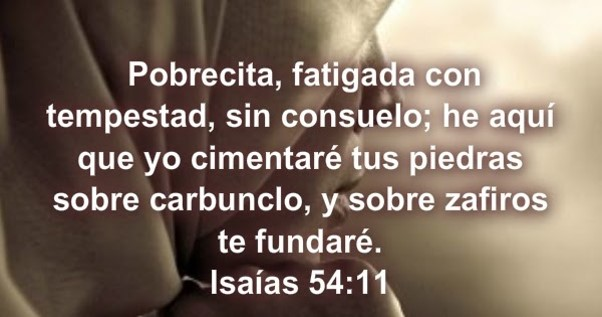 Pobrecita, fatigada con
tempestad, sin consuelo; he aquí
que yo cimentaré tus piedras
sobre carbunclo, y sobre zafiros
te fundaré.
Isaías 54:11